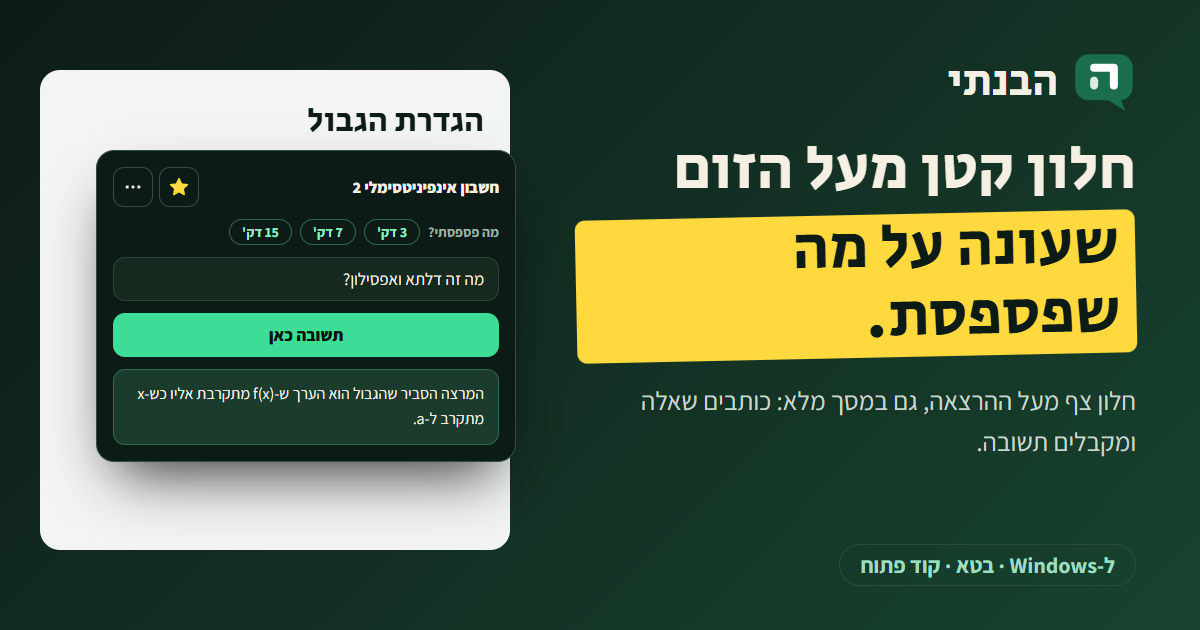 ה
הבנתי
חלון קטן מעל הזום
שעונה על מה
שפספסת.
חלון צף מעל ההרצאה, גם במסך מלא: כותבים שאלה
ומקבלים תשובה.
ל-Windows · בטא · קוד פתוח
הגדרת הגבול
חשבון אינפיניטסימלי 2
מה פספסתי? 3 דק' 7 דק' 15 דק'
מה זה דלתא ואפסילון?
תשובה כאן
המרצה הסביר שהגבול הוא הערך ש-f(x) מתקרבת אליו כש-x
מתקרב ל-a.